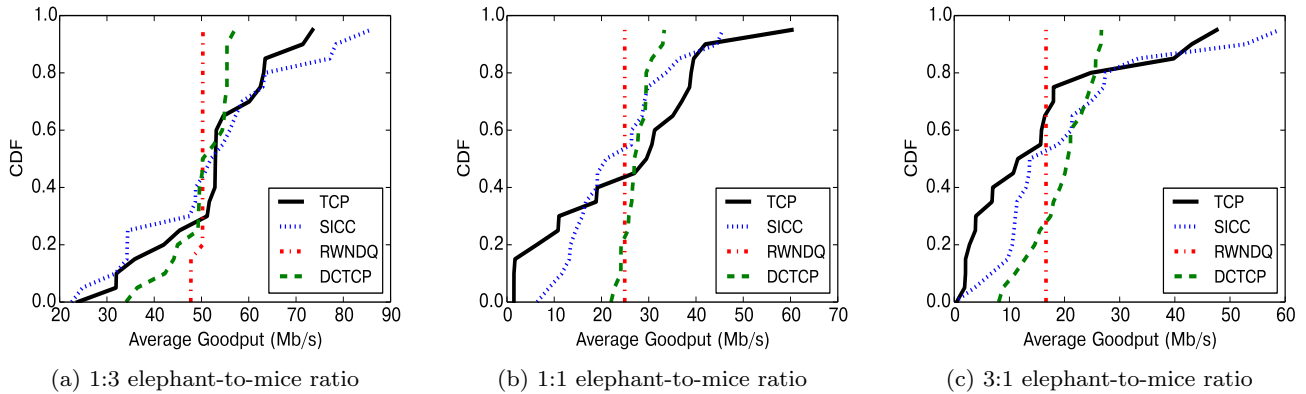 1.0
0.8
0.6
0.4
0.2
0.0
CDF
TCP
SICC
RWNDQ
DCTCP
20 30 40 50 60 70 80 90
Average Goodput (Mb/s)
(a) 1:3 elephant-to-mice ratio
1.0
0.8
0.6
0.4
0.2
0.0
CDF
TCP
SICC
RWNDQ
DCTCP
0 10 20 30 40 50 60 70
Average Goodput (Mb/s)
(b) 1:1 elephant-to-mice ratio
1.0
0.8
0.6
0.4
0.2
0.0
CDF
TCP
SICC
RWNDQ
DCTCP
0 10 20 30 40 50 60
Average Goodput (Mb/s)
(c) 3:1 elephant-to-mice ratio